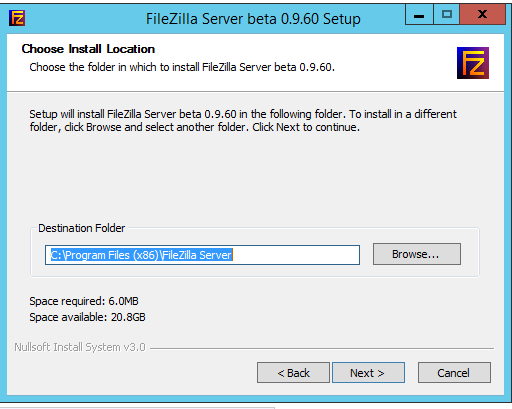 FileZilla Server beta 0.9.60 Setup
Choose Install Location
Choose the folder in which to install FileZilla Server beta 0.9.60.
Setup will install FileZilla Server beta 0.9.60 in the following folder. To install in a different
folder, click Browse and select another folder. Click Next to continue.
Destination Folder
C:\Program Files (x86)\FileZilla Server
Browse...
Space required: 6.0MB
Space available: 20.8GB
Nullsoft Install System v3.0
< Back
Next >
Cancel